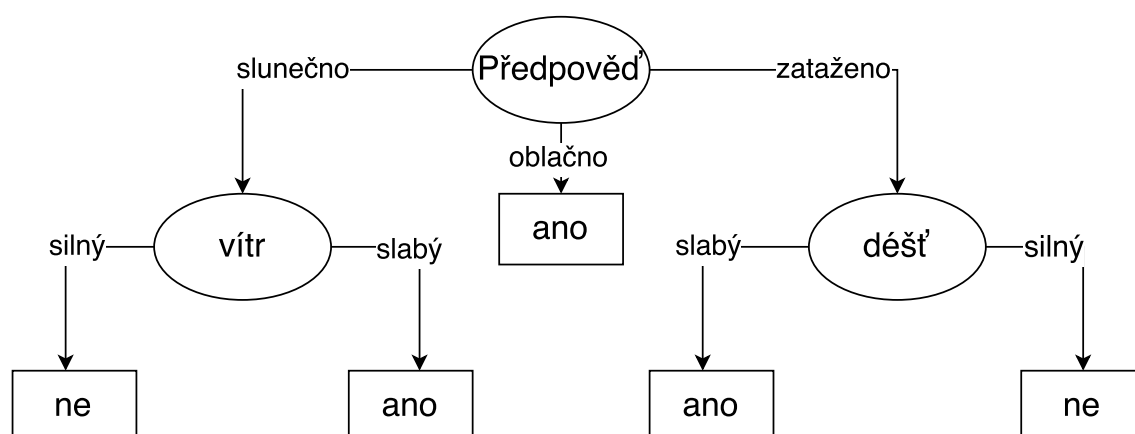 Předpověď
slunečno
zataženo
oblačno
ano
silný
vítr
slabý
slabý
déšť
silný
ne
ano
ano
ne